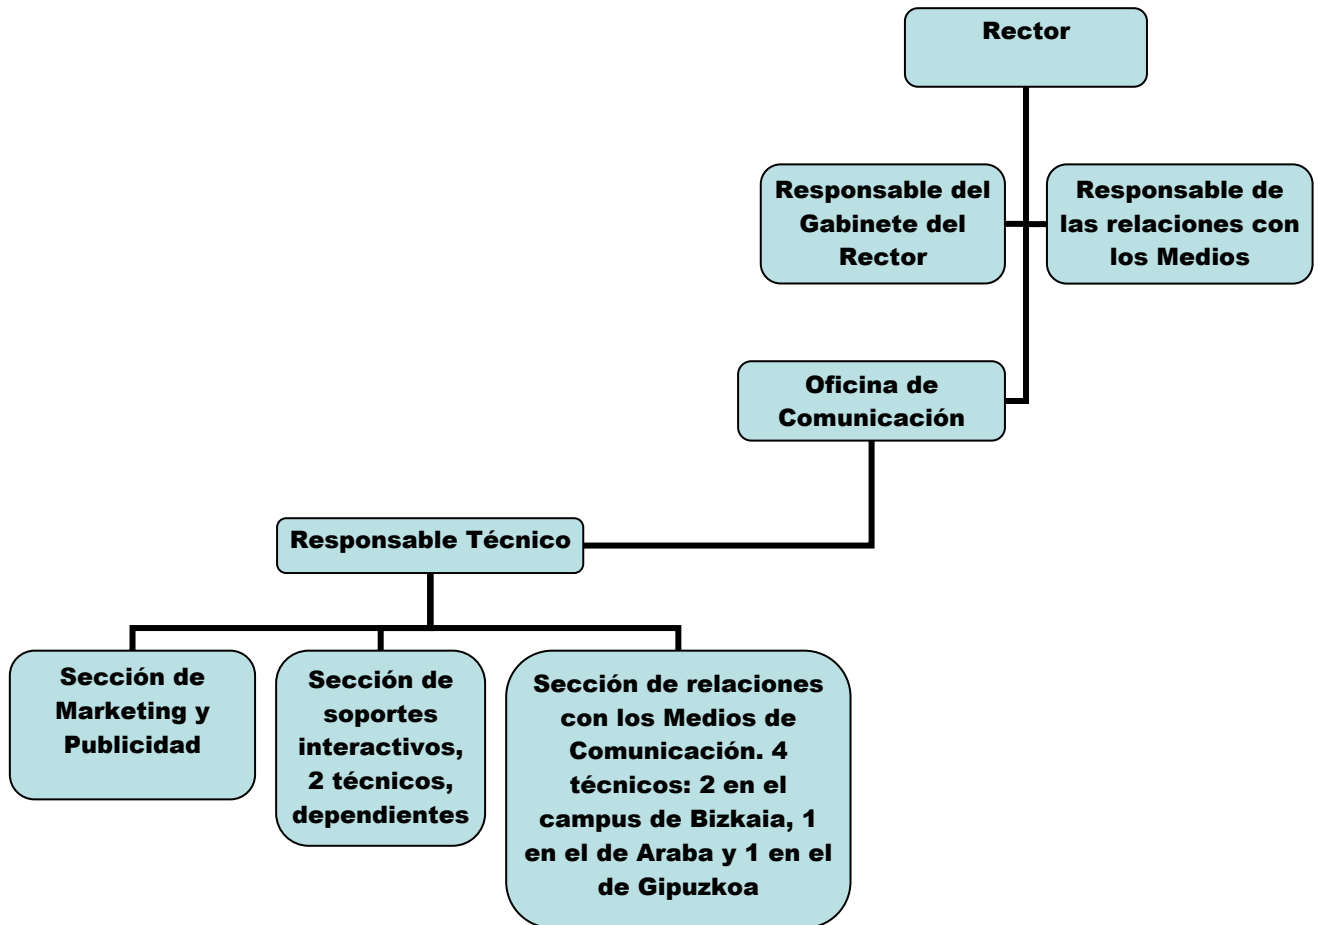 Rector
Responsable del
Gabinete del
Rector
Responsable de
las relaciones con
los Medios
Oficina de
Comunicación
Responsable Técnico
Sección de
Marketing y
Publicidad
Sección de
soportes
interactivos,
2 técnicos,
dependientes
Sección de relaciones
con los Medios de
Comunicación. 4
técnicos: 2 en el
campus de Bizkaia, 1
en el de Araba y 1 en el
de Gipuzkoa